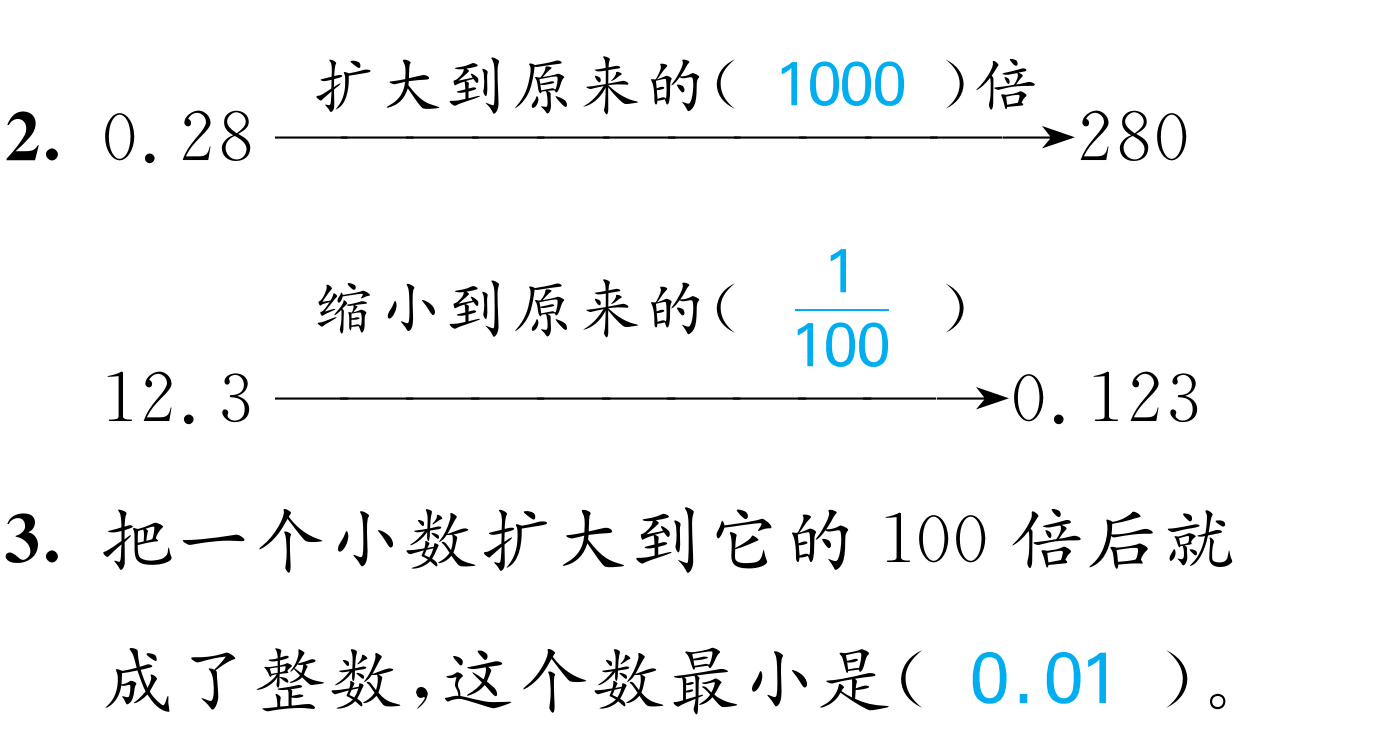 扩大到原来的( 1000 )倍
2. 0.28 → 280
缩小到原来的( 1/100 )
12.3 → 0.123
3. 把一个小数扩大到它的 100 倍后就
成了整数,这个数最小是( 0.01 )。